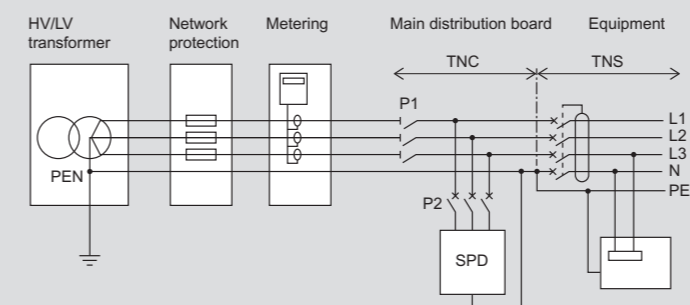 HV/LV
transformer
Network
protection
Metering
Main distribution board
Equipment
TNC
TNS
P1
L1
L2
L3
N
PE
PEN
P2
SPD